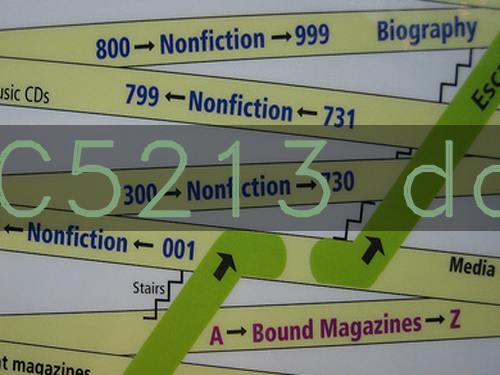 800 → Nonfiction → 999 Biography
usic CDs 799 ← Nonfiction ← 731
C5213 do
300 → Nonfiction → 730
← Nonfiction ← 001
Media
Stairs
A → Bound Magazines → Z
nt magazines